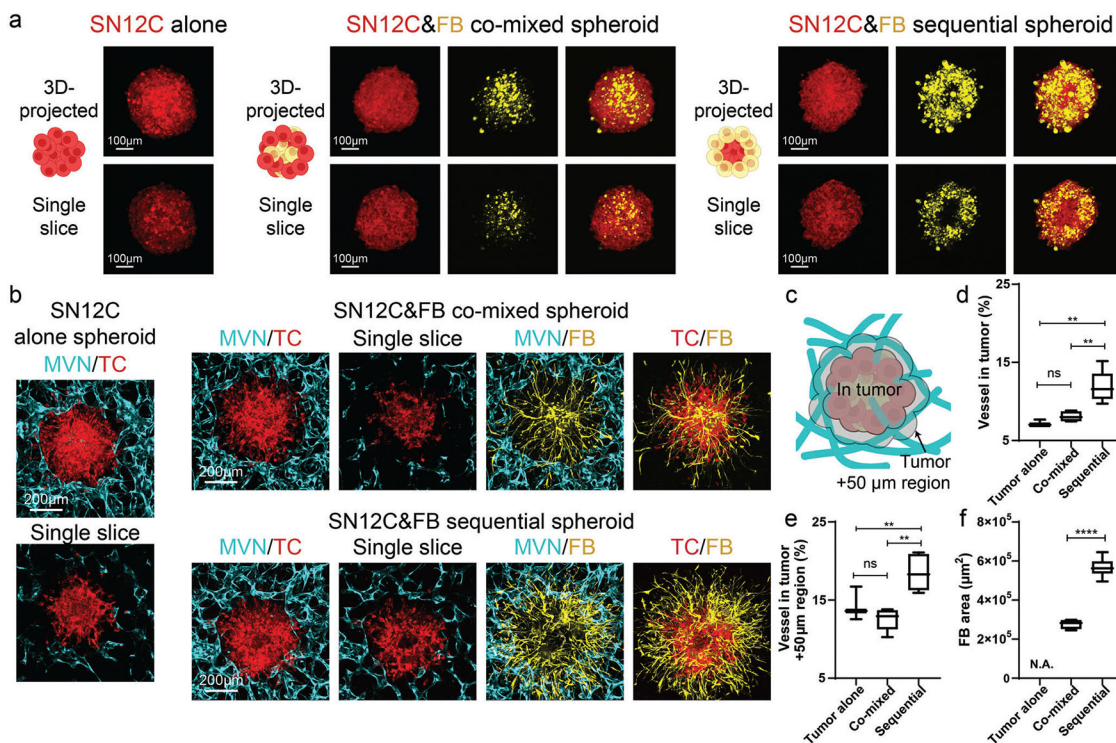 a
SN12C alone
SN12C&FB co-mixed spheroid
SN12C&FB sequential spheroid
3D-
projected
100μm
3D-
projected
100μm
3D-
projected
100μm
Single
slice
100μm
Single
slice
100μm
Single
slice
100μm
b
SN12C
alone spheroid
MVN/TC
200μm
Single slice
SN12C&FB co-mixed spheroid
MVN/TC
Single slice
MVN/FB
TC/FB
200μm
SN12C&FB sequential spheroid
MVN/TC
Single slice
MVN/FB
TC/FB
200μm
c
In tumor
Tumor
+50 μm region
d
Vessel in tumor (%)
25
20
15
10
5
ns
**
**
Tumor alone
Co-mixed
Sequential
e
Vessel in tumor
+50μm region (%)
25
15
5
ns
**
**
Tumor alone
Co-mixed
Sequential
f
FB area (μm²)
8×10⁵
6×10⁵
4×10⁵
2×10⁵
0
****
N.A.
Tumor alone
Co-mixed
Sequential